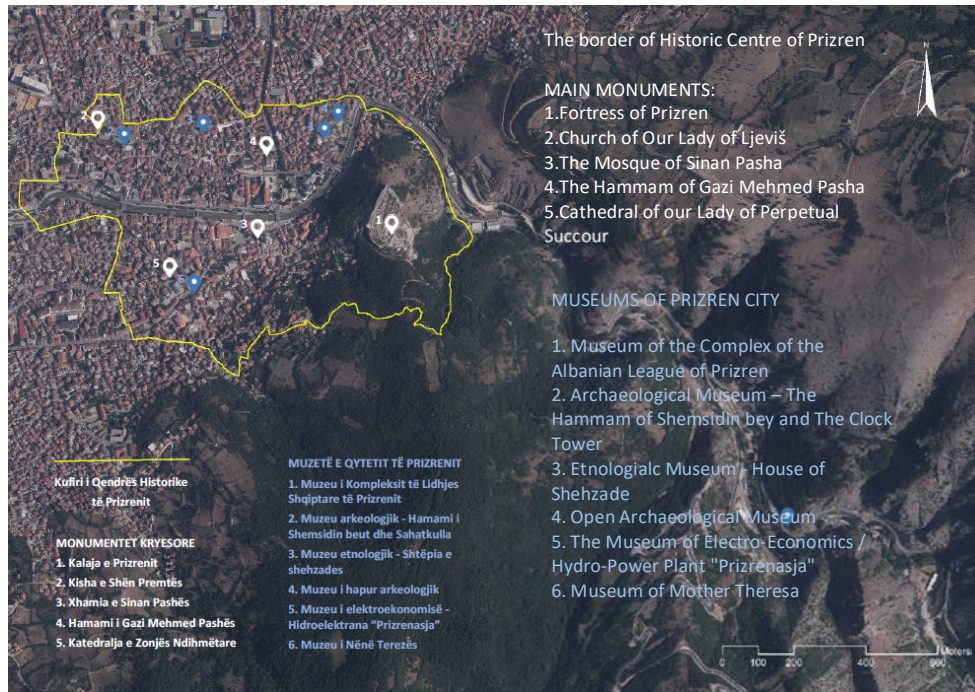 The border of Historic Centre of Prizren
N
MAIN MONUMENTS:
1.Fortress of Prizren
2.Church of Our Lady of Ljeviš
3.The Mosque of Sinan Pasha
4.The Hammam of Gazi Mehmed Pasha
5.Cathedral of our Lady of Perpetual
Succour
2
2
3
4
1
3
5
MUSEUMS OF PRIZREN CITY
1. Museum of the Complex of the
Albanian League of Prizren
2. Archaeological Museum – The
Hammam of Shemsidin bey and The Clock
Tower
3. Etnologialc Museum - House of
Shehzade
4. Open Archaeological Museum
5. The Museum of Electro-Economics /
Hydro-Power Plant "Prizrenasja"
6. Museum of Mother Theresa
Kufiri i Qendrës Historike
të Prizrenit
MONUMENTET KRYESORE
1. Kalaja e Prizrenit
2. Kisha e Shën Premtës
3. Xhamia e Sinan Pashës
4. Hamami i Gazi Mehmed Pashës
5. Katedralja e Zonjës Ndihmëtare
MUZETË E QYTETIT TË PRIZRENIT
1. Muzeu i Kompleksit të Lidhjes
Shqiptare të Prizrenit
2. Muzeu arkeologjik - Hamami i
Shemsidin beut dhe Sahatkulla
3. Muzeu etnologjik - Shtëpia e
shehzades
4. Muzeu i hapur arkeologjik
5. Muzeu i elektroekonomisë -
Hidroelektrana “Prizrenasja”
6. Muzeu i Nënë Terezës
0 100 200 400 600
Meters